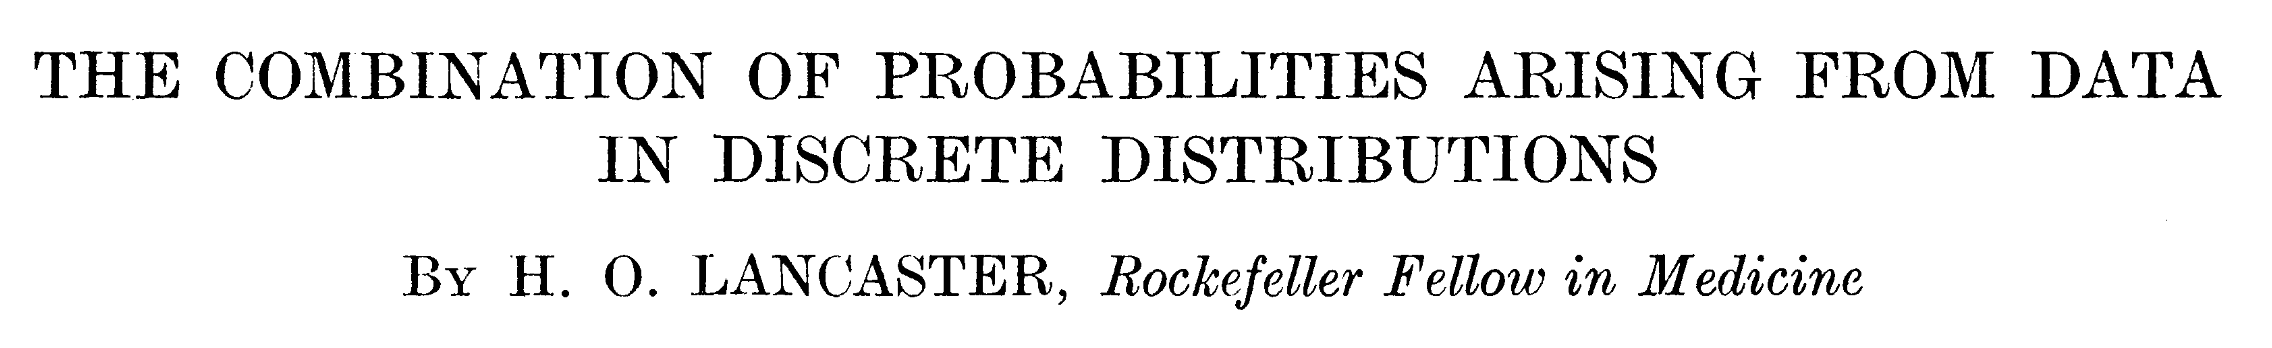 THE COMBINATION OF PROBABILITIES ARISING FROM DATA
IN DISCRETE DISTRIBUTIONS
By H. O. LANCASTER, Rockefeller Fellow in Medicine